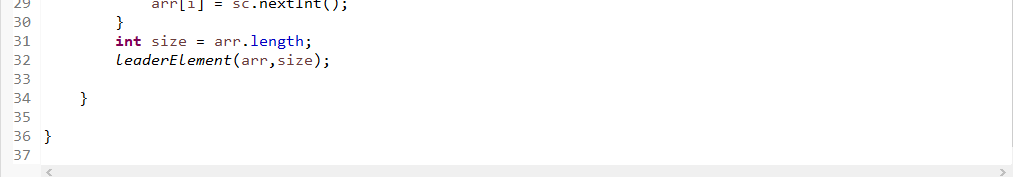 29 arr[i] = sc.nextInt();
30 }
31 int size = arr.length;
32 leaderElement(arr,size);
33
34 }
35
36 }
37